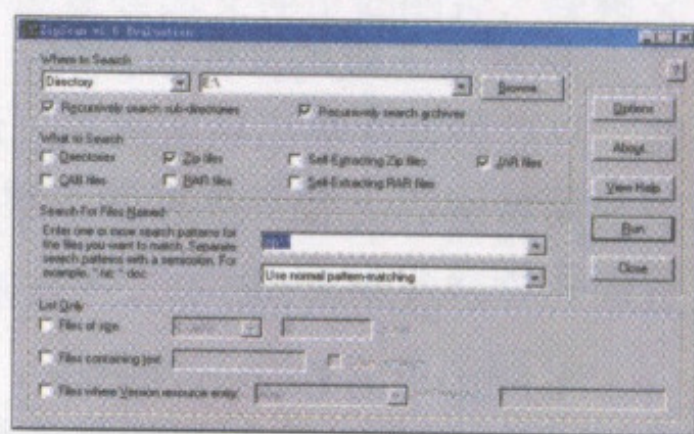 ZipScan v1.6 Evaluation
Where to Search
Directory E:\ Browse
Recursively search sub-directories Recursively search archives
What to Search
Directories Zip files Self-Extracting Zip files JAR files
CAB files RAR files Self-Extracting RAR files
Search For Files Named
Enter one or more search patterns for
the files you want to match. Separate
search patterns with a semicolon. For
example,
Use normal pattern-matching
List Only
Files of size
Files containing text
Files where Version resource entry
?
Options
About
View Help
Run
Close